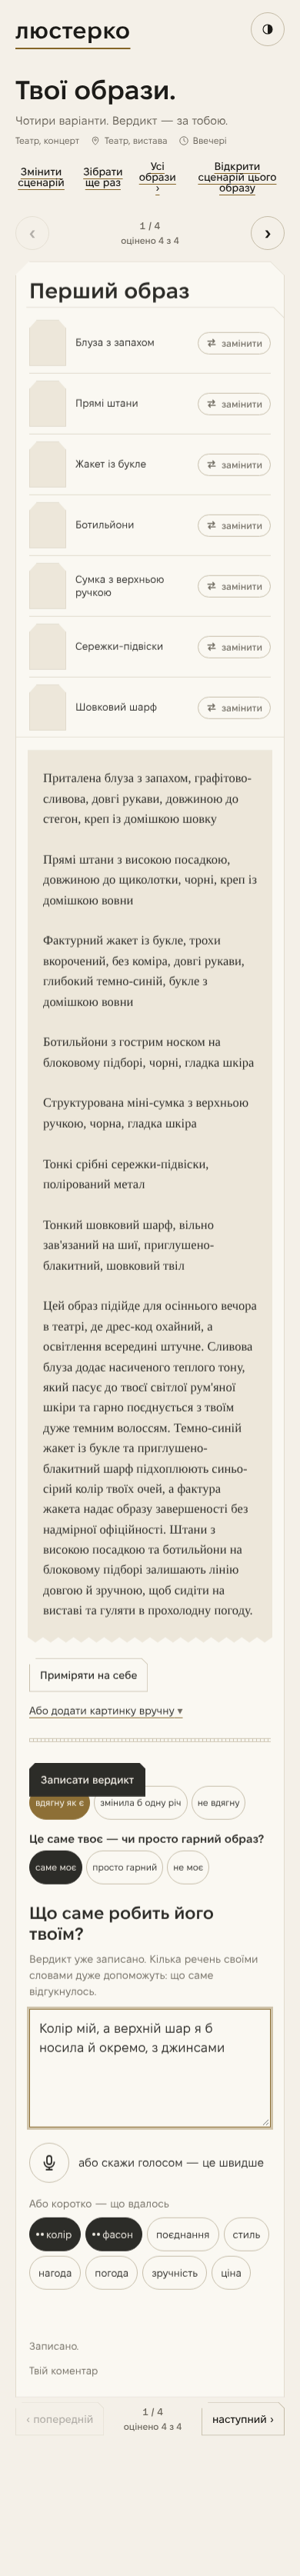 люстерко
Твої образи.
Чотири варіанти. Вердикт — за тобою.
Театр, концерт Театр, вистава Ввечері
Змінити сценарій
Зібрати ще раз
Усі образи ›
Відкрити сценарій цього образу
‹
1 / 4
оцінено 4 з 4
›
Перший образ
Блуза з запахом ⇄ замінити
Прямі штани ⇄ замінити
Жакет із букле ⇄ замінити
Ботильйони ⇄ замінити
Сумка з верхньою
ручкою ⇄ замінити
Сережки-підвіски ⇄ замінити
Шовковий шарф ⇄ замінити
Приталена блуза з запахом, графітово-
сливова, довгі рукави, довжиною до
стегон, креп із домішкою шовку
Прямі штани з високою посадкою,
довжиною до щиколотки, чорні, креп із
домішкою вовни
Фактурний жакет із букле, трохи
вкорочений, без коміра, довгі рукави,
глибокий темно-синій, букле з
домішкою вовни
Ботильйони з гострим носком на
блоковому підборі, чорні, гладка шкіра
Структурована міні-сумка з верхньою
ручкою, чорна, гладка шкіра
Тонкі срібні сережки-підвіски,
полірований метал
Тонкий шовковий шарф, вільно
зав'язаний на шиї, приглушено-
блакитний, шовковий твіл
Цей образ підійде для осіннього вечора
в театрі, де дрес-код охайний, а
освітлення всередині штучне. Сливова
блуза додає насиченого теплого тону,
який пасує до твоєї світлої рум'яної
шкіри та гарно поєднується з твоїм
дуже темним волоссям. Темно-синій
жакет із букле та приглушено-
блакитний шарф підхоплюють синьо-
сірий колір твоїх очей, а фактура
жакета надає образу завершеності без
надмірної офіційності. Штани з
високою посадкою та ботильйони на
блоковому підборі залишають лінію
довгою й зручною, щоб сидіти на
виставі та гуляти в прохолодну погоду.
Приміряти на себе
Або додати картинку вручну ▾
Записати вердикт
вдягну як є змінила б одну річ не вдягну
Це саме твоє — чи просто гарний образ?
саме моє просто гарний не моє
Що саме робить його
твоїм?
Вердикт уже записано. Кілька речень своїми
словами дуже допоможуть: що саме
відгукнулось.
Колір мій, а верхній шар я б
носила й окремо, з джинсами
або скажи голосом — це швидше
Або коротко — що вдалось
колір фасон поєднання стиль
нагода погода зручність ціна
Записано.
Твій коментар
‹ попередній
1 / 4
оцінено 4 з 4
наступний ›